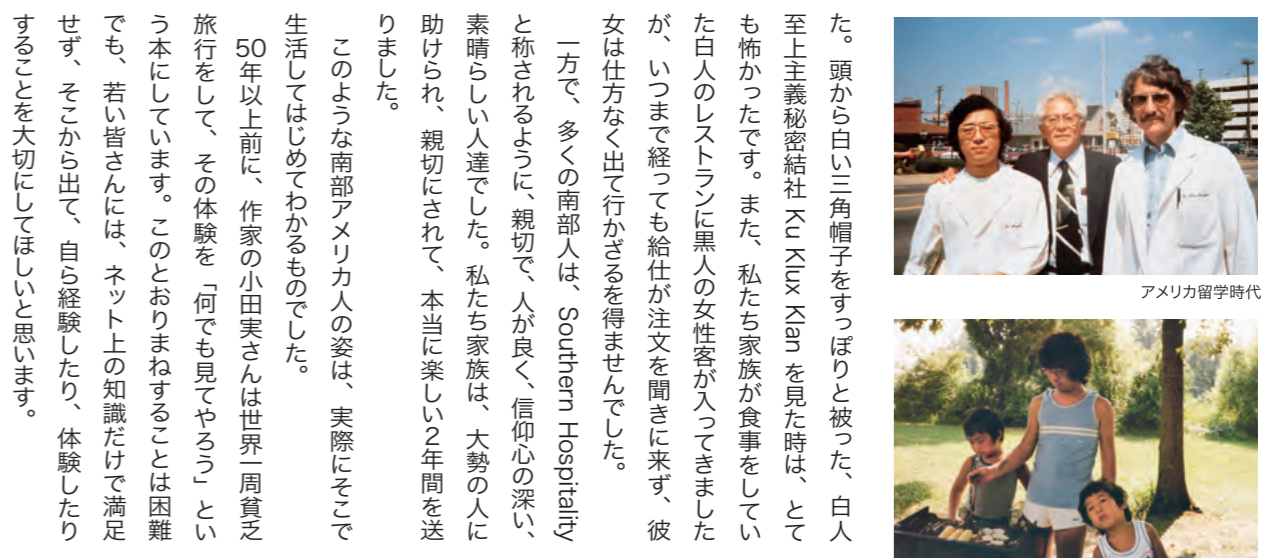 た。頭から白い三角帽子をすっぽりと被った、白人
至上主義秘密結社 Ku Klux Klan を見た時は、とて
も怖かったです。また、私たち家族が食事をしてい
た白人のレストランに黒人の女性客が入ってきました
が、いつまで経っても給仕が注文を聞きに来ず、彼
女は仕方なく出て行かざるを得ませんでした。
一方で、多くの南部人は、Southern Hospitality
と称されるように、親切で、人が良く、信仰心の深い、
素晴らしい人達でした。私たち家族は、大勢の人に
助けられ、親切にされて、本当に楽しい2年間を送
りました。
このような南部アメリカ人の姿は、実際にそこで
生活してはじめてわかるものでした。
50年以上前に、作家の小田実さんは世界一周貧乏
旅行をして、その体験を「何でも見てやろう」とい
う本にしています。このとおりまねすることは困難
でも、若い皆さんには、ネット上の知識だけで満足
せず、そこから出て、自ら経験したり、体験したり
することを大切にしてほしいと思います。
アメリカ留学時代